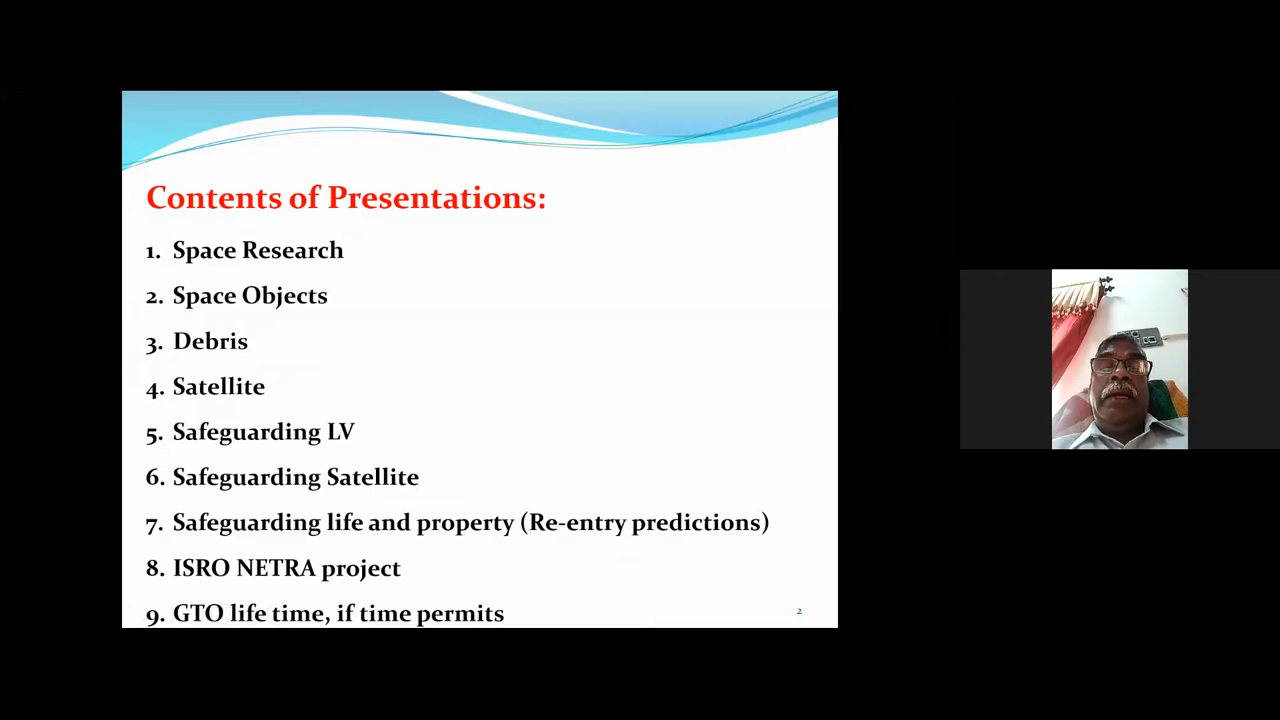 Contents of Presentations:
1. Space Research
2. Space Objects
3. Debris
4. Satellite
5. Safeguarding LV
6. Safeguarding Satellite
7. Safeguarding life and property (Re-entry predictions)
8. ISRO NETRA project
9. GTO life time, if time permits
2